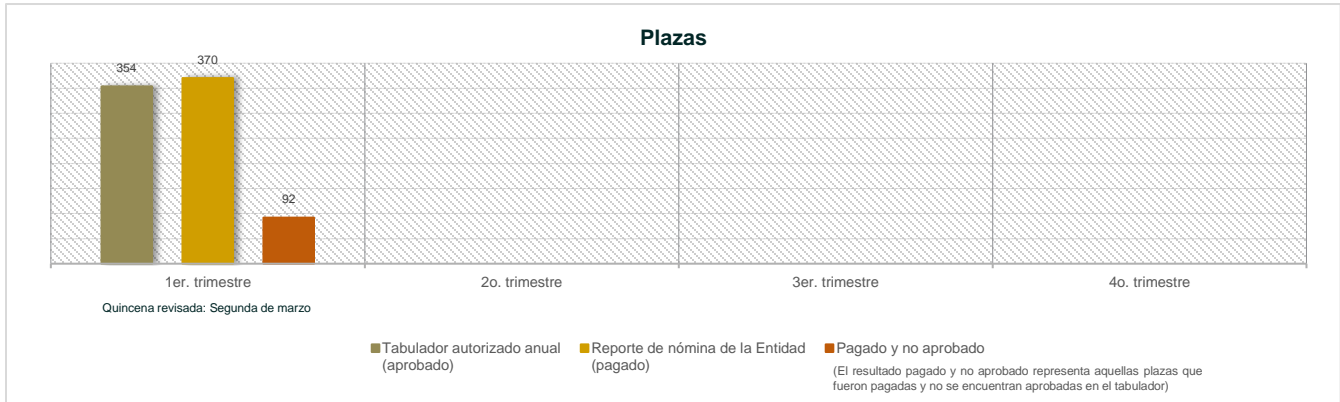 Plazas
354
370
92
1er. trimestre
2o. trimestre
3er. trimestre
4o. trimestre
Quincena revisada: Segunda de marzo
Tabulador autorizado anual
(aprobado)
Reporte de nómina de la Entidad
(pagado)
Pagado y no aprobado
(El resultado pagado y no aprobado representa aquellas plazas que
fueron pagadas y no se encuentran aprobadas en el tabulador)